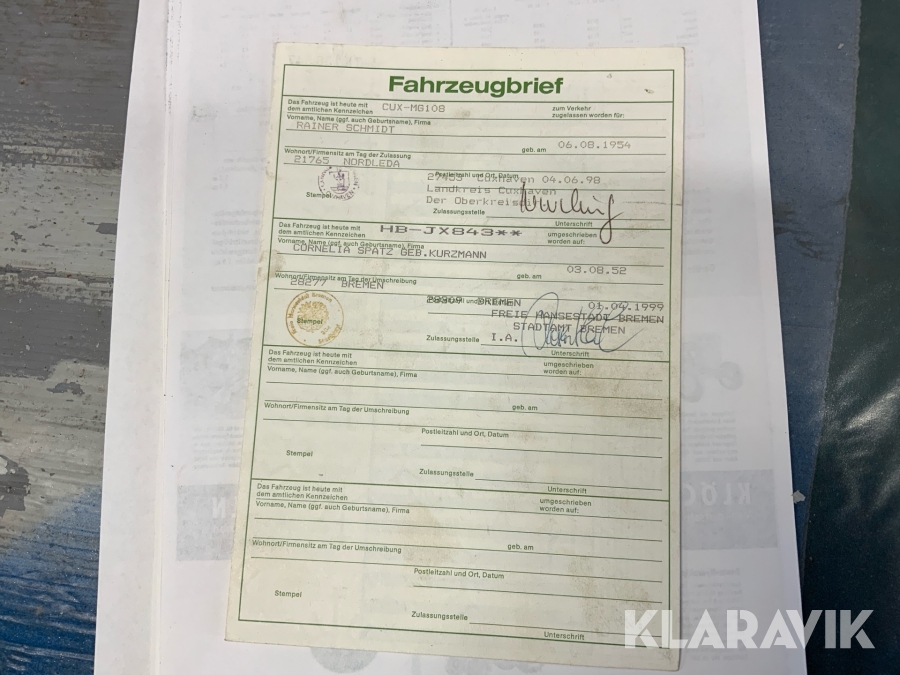 Fahrzeugbrief
Das Fahrzeug ist heute mit
dem amtlichen Kennzeichen CUX-MG108 zum Verkehr
zugelassen worden für:
Vorname, Name (ggf. auch Geburtsname), Firma
RAINER SCHMIDT
geb. am 06.08.1954
Wohnort/Firmensitz am Tag der Zulassung
21765 NORDLEDA
Postleitzahl und Ort, Datum
Cuxhaven 04.06.98
Landkreis Cuxhaven
Stempel
Der Oberkreisdi
Zulassungsstelle
Unterschrift
Das Fahrzeug ist heute mit
dem amtlichen Kennzeichen HB-JX843** umgeschrieben
worden auf:
Vorname, Name (ggf. auch Geburtsname), Firma
CORNELIA SPATZ GEB.KURZMANN
geb. am 03.08.52
Wohnort/Firmensitz am Tag der Umschreibung
28277 BREMEN
28309 BREMEN 01.04.1999
FREIE HANSESTADT BREMEN
Stempel
STADTAMT BREMEN
Zulassungsstelle I.A.
Unterschrift
Das Fahrzeug ist heute mit
dem amtlichen Kennzeichen umgeschrieben
worden auf:
Vorname, Name (ggf. auch Geburtsname), Firma
geb. am
Wohnort/Firmensitz am Tag der Umschreibung
Postleitzahl und Ort, Datum
Stempel
Zulassungsstelle
Unterschrift
Das Fahrzeug ist heute mit
dem amtlichen Kennzeichen umgeschrieben
worden auf:
Vorname, Name (ggf. auch Geburtsname), Firma
geb. am
Wohnort/Firmensitz am Tag der Umschreibung
Postleitzahl und Ort, Datum
Stempel
Zulassungsstelle
Unterschrift
KLARAVIK